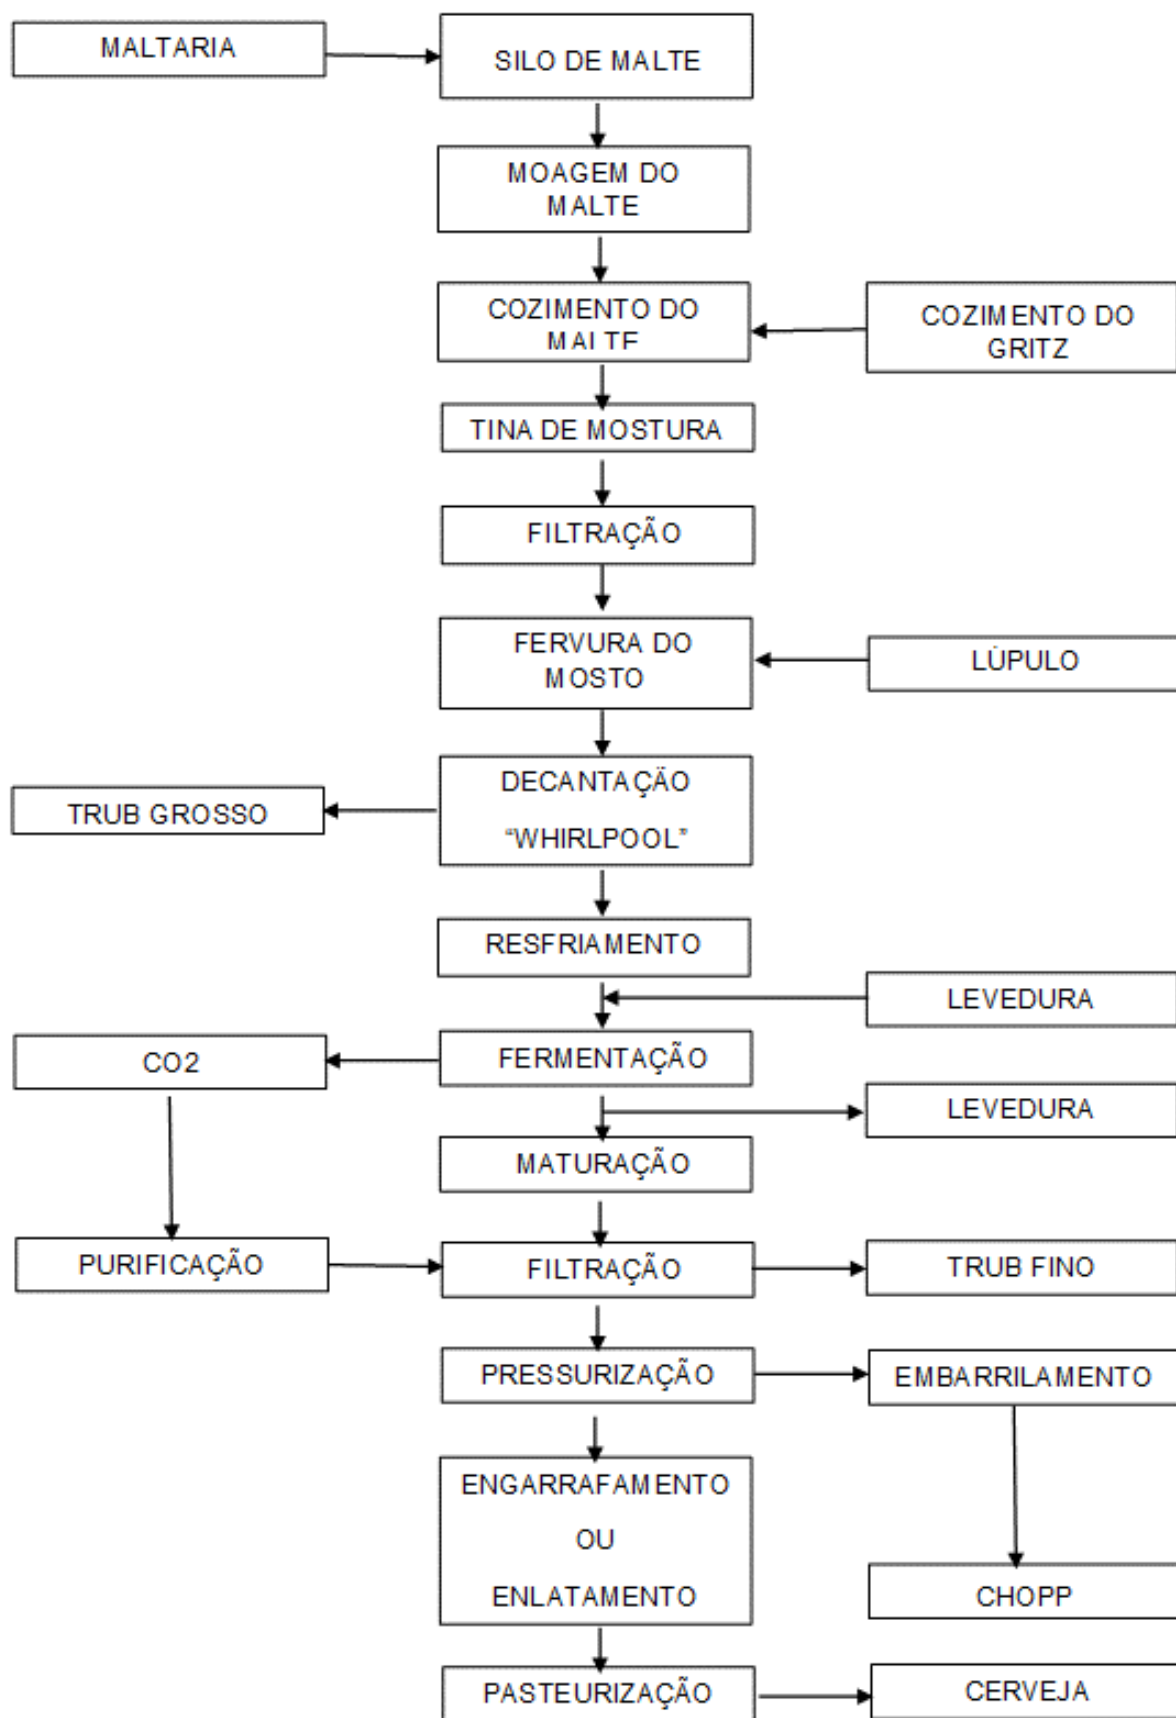 MALTARIA
SILO DE MALTE
MOAGEM DO
MALTE
COZIMENTO DO
MALTE
COZIMENTO DO
GRITZ
TINA DE MOSTURA
FILTRAÇÃO
FERVURA DO
MOSTO
LÚPULO
DECANTAÇÃO
"WHIRLPOOL"
TRUB GROSSO
RESFRIAMENTO
LEVEDURA
FERMENTAÇÃO
CO2
LEVEDURA
MATURAÇÃO
PURIFICAÇÃO
FILTRAÇÃO
TRUB FINO
PRESSURIZAÇÃO
EMBARRILAMENTO
ENGARRAFAMENTO
OU
ENLATAMENTO
CHOPP
PASTEURIZAÇÃO
CERVEJA